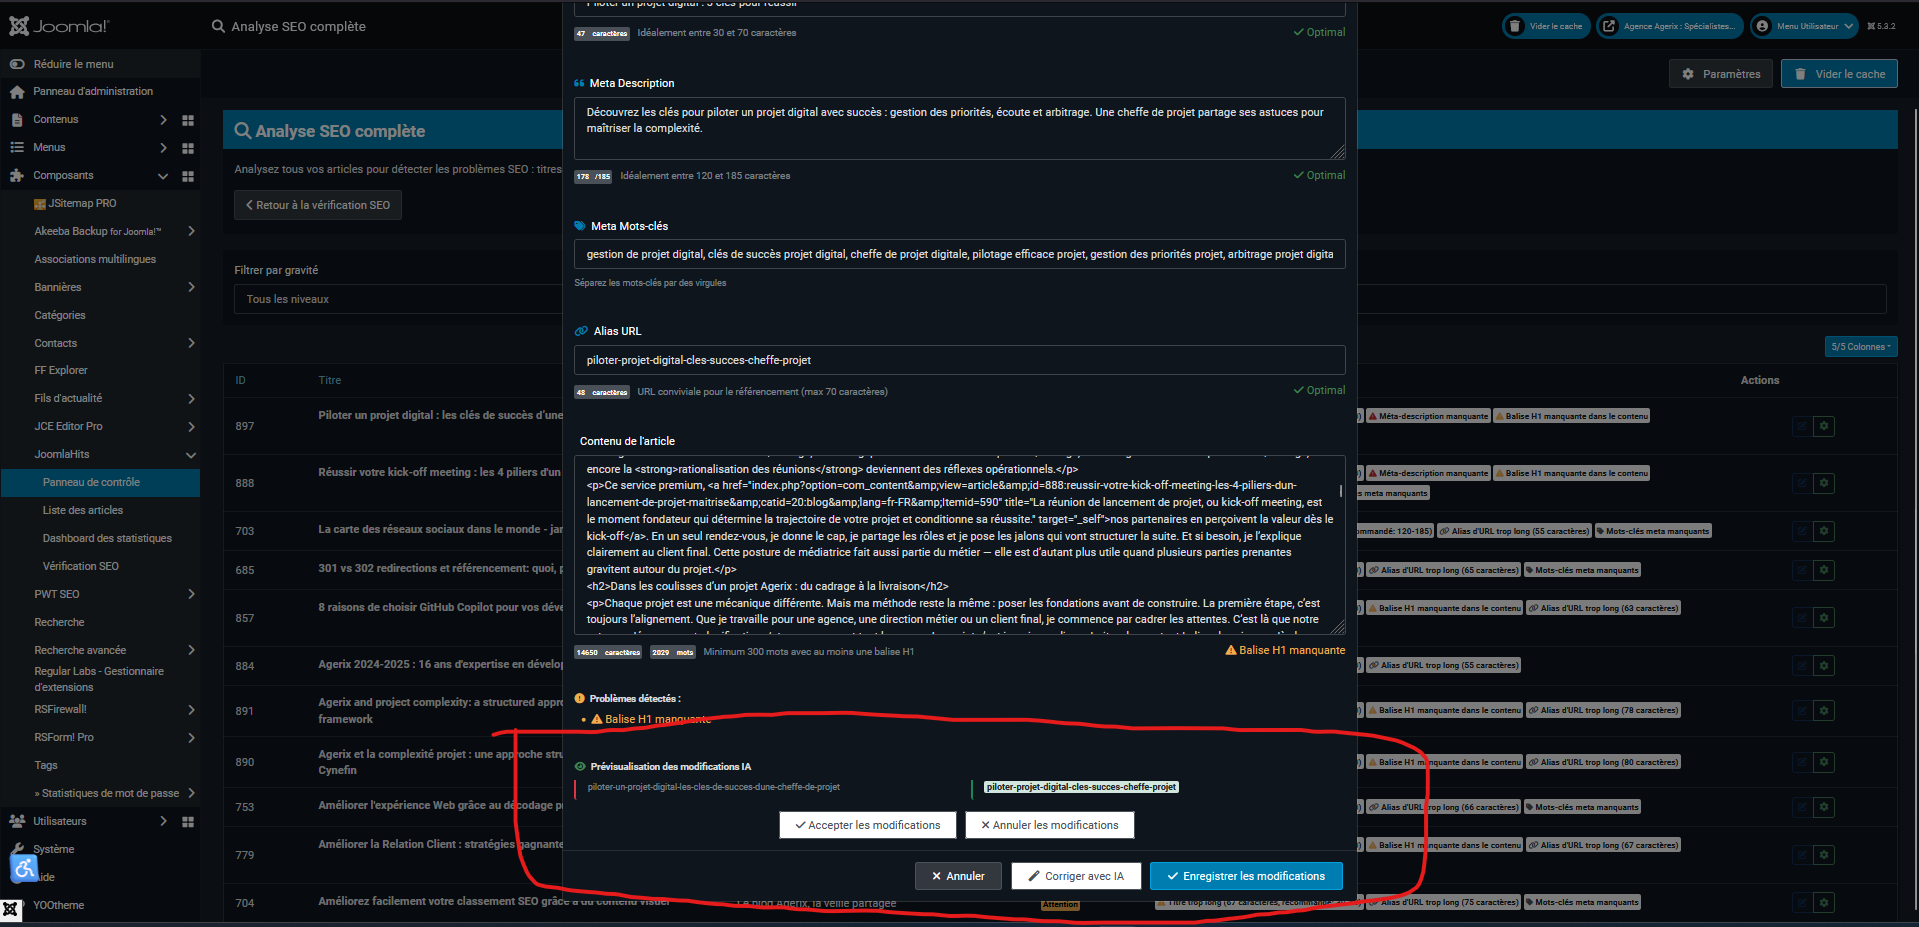 Joomla!
Analyse SEO complète
Vider le cache
Agence Agerix : Spécialistes...
Menu Utilisateur
5.3.2
Réduire le menu
Panneau d'administration
Contenus
Menus
Composants
JSitemap PRO
Akeeba Backup for Joomla!™
Associations multilingues
Bannières
Catégories
Contacts
FF Explorer
Fils d'actualité
JCE Editor Pro
JoomlaHits
Panneau de contrôle
Liste des articles
Dashboard des statistiques
Vérification SEO
PWT SEO
Recherche
Recherche avancée
Regular Labs - Gestionnaire
d'extensions
RSFirewall!
RSForm! Pro
Tags
» Statistiques de mot de passe
Utilisateurs
Système
YOOtheme
Paramètres
Vider le cache
Analyse SEO complète
Analysez tous vos articles pour détecter les problèmes SEO : titres
Retour à la vérification SEO
Filtrer par gravité
Tous les niveaux
5/5 Colonnes
ID
Titre
Actions
897
Piloter un projet digital : les clés de succès d'une
Méta-description manquante
Balise H1 manquante dans le contenu
888
Réussir votre kick-off meeting : les 4 piliers d'un
Méta-description manquante
Balise H1 manquante dans le contenu
s meta manquants
703
La carte des réseaux sociaux dans le monde - jan
mmandé: 120-185)
Alias d'URL trop long (55 caractères)
Mots-clés meta manquants
685
301 vs 302 redirections et référencement: quoi, p
Alias d'URL trop long (65 caractères)
Mots-clés meta manquants
857
8 raisons de choisir GitHub Copilot pour vos déve
Balise H1 manquante dans le contenu
Alias d'URL trop long (63 caractères)
884
Agerix 2024-2025 : 16 ans d'expertise en dévelop
Alias d'URL trop long (55 caractères)
891
Agerix and project complexity: a structured appro
framework
Balise H1 manquante dans le contenu
Alias d'URL trop long (78 caractères)
890
Agerix et la complexité projet : une approche stru
Cynefin
Balise H1 manquante dans le contenu
Alias d'URL trop long (80 caractères)
753
Améliorer l'expérience Web grâce au décodage p
Alias d'URL trop long (66 caractères)
Mots-clés meta manquants
779
Améliorer la Relation Client : stratégies gagnante
Balise H1 manquante dans le contenu
Alias d'URL trop long (67 caractères)
704
Améliorez facilement votre classement SEO grâce à du contenu visuel
Le blog Agerix, la veille partagée
Attention
Alias d'URL trop long (75 caractères)
Mots-clés meta manquants
47 caractères
Idéalement entre 30 et 70 caractères
Optimal
Meta Description
Découvrez les clés pour piloter un projet digital avec succès : gestion des priorités, écoute et arbitrage. Une cheffe de projet partage ses astuces pour
maîtriser la complexité.
178 /185
Idéalement entre 120 et 185 caractères
Optimal
Meta Mots-clés
gestion de projet digital, clés de succès projet digital, cheffe de projet digitale, pilotage efficace projet, gestion des priorités projet, arbitrage projet digita
Séparez les mots-clés par des virgules
Alias URL
piloter-projet-digital-cles-succes-cheffe-projet
48 caractères
URL conviviale pour le référencement (max 70 caractères)
Optimal
Contenu de l'article
encore la <strong>rationalisation des réunions</strong> deviennent des réflexes opérationnels.</p>
<p>Ce service premium, <a href="index.php?option=com_content&amp;view=article&amp;id=888:reussir-votre-kick-off-meeting-les-4-piliers-dun-
lancement-de-projet-maitrise&amp;catid=20:blog&amp;lang=fr-FR&amp;Itemid=590" title="La réunion de lancement de projet, ou kick-off meeting, est
le moment fondateur qui détermine la trajectoire de votre projet et conditionne sa réussite." target="_self">nos partenaires en perçoivent la valeur dès le
kick-off</a>. En un seul rendez-vous, je donne le cap, je partage les rôles et je pose les jalons qui vont structurer la suite. Et si besoin, je l'explique
clairement au client final. Cette posture de médiatrice fait aussi partie du métier — elle est d'autant plus utile quand plusieurs parties prenantes
gravitent autour du projet.</p>
<h2>Dans les coulisses d'un projet Agerix : du cadrage à la livraison</h2>
<p>Chaque projet est une mécanique différente. Mais ma méthode reste la même : poser les fondations avant de construire. La première étape, c'est
toujours l'alignement. Que je travaille pour une agence, une direction métier ou un client final, je commence par cadrer les attentes. C'est là que notre
14650 caractères
2029 mots
Minimum 300 mots avec au moins une balise H1
Balise H1 manquante
Problèmes détectés :
Balise H1 manquante
Prévisualisation des modifications IA
piloter-un-projet-digital-les-cles-de-succes-dune-cheffe-de-projet
piloter-projet-digital-cles-succes-cheffe-projet
Accepter les modifications
Annuler les modifications
Annuler
Corriger avec IA
Enregistrer les modifications